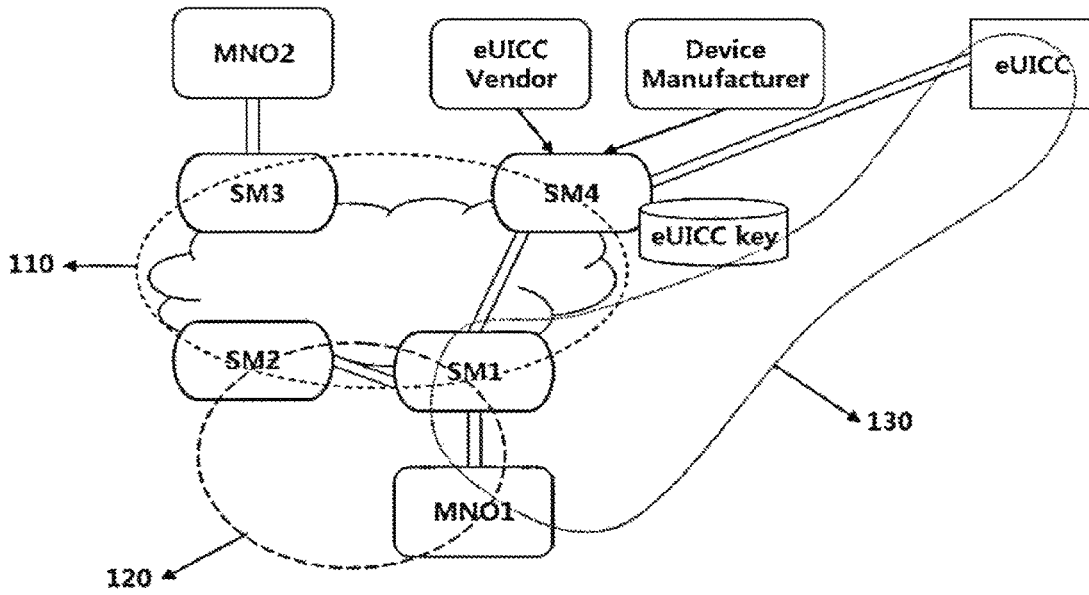 MNO2
eUICC
Vendor
Device
Manufacturer
eUICC
SM3
SM4
eUICC key
110
SM2
SM1
130
MNO1
120